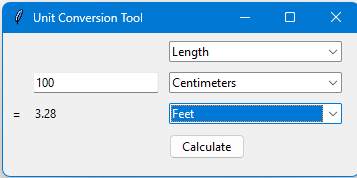 Unit Conversion Tool
Length
100 Centimeters
= 3.28 Feet
Calculate